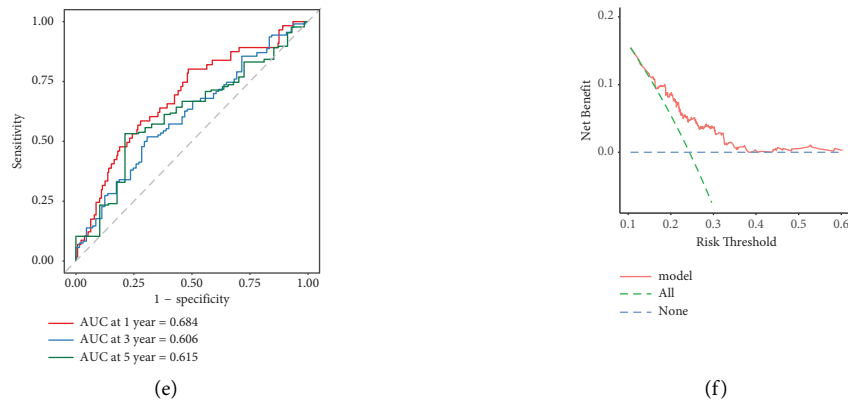 1.00
0.75
0.50
0.25
0.00
Sensitivity
0.00 0.25 0.50 0.75 1.00
1 − specificity
AUC at 1 year = 0.684
AUC at 3 year = 0.606
AUC at 5 year = 0.615
(e)
0.2
0.1
0.0
Net Benefit
0.1 0.2 0.3 0.4 0.5 0.6
Risk Threshold
model
All
None
(f)